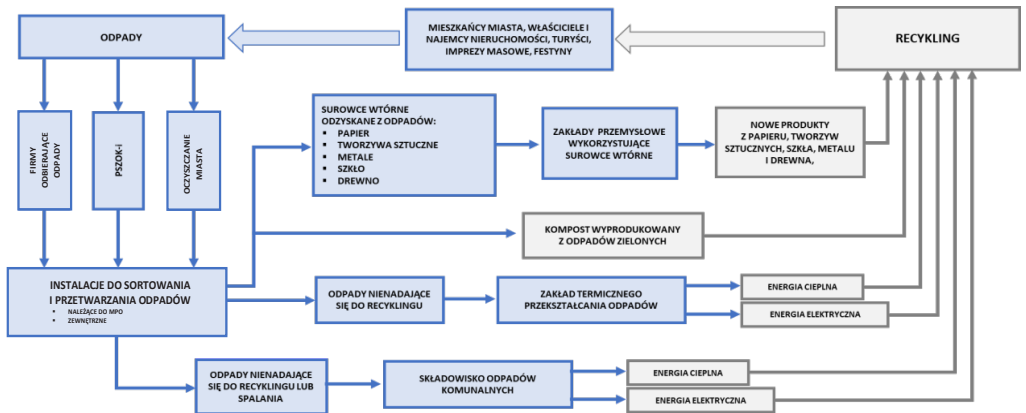 ODPADY
MIESZKAŃCY MIASTA, WŁAŚCICIELE I
NAJEMCY NIERUCHOMOŚCI, TURYŚCI,
IMPREZY MASOWE, FESTYNY
RECYKLING
FIRMY
ODBIERAJĄCE
ODPADY
PSZOK-I
OCZYSZCZANIE
MIASTA
SUROWCE WTÓRNE
ODZYSKANE Z ODPADÓW:
▪ PAPIER
▪ TWORZYWA SZTUCZNE
▪ METALE
▪ SZKŁO
▪ DREWNO
ZAKŁADY PRZEMYSŁOWE
WYKORZYSTUJĄCE
SUROWCE WTÓRNE
NOWE PRODUKTY
Z PAPIERU, TWORZYW
SZTUCZNYCH, SZKŁA, METALU
I DREWNA,
KOMPOST WYPRODUKOWANY
Z ODPADÓW ZIELONYCH
INSTALACJE DO SORTOWANIA
I PRZETWARZANIA ODPADÓW
▪ NALEŻĄCE DO MPO
▪ ZEWNĘTRZNE
ODPADY NIENADAJĄCE
SIĘ DO RECYKLINGU
ZAKŁAD TERMICZNEGO
PRZEKSZTAŁCANIA ODPADÓW
ENERGIA CIEPLNA
ENERGIA ELEKTRYCZNA
ODPADY NIENADAJĄCE
SIĘ DO RECYKLINGU LUB
SPALANIA
SKŁADOWISKO ODPADÓW
KOMUNALNYCH
ENERGIA CIEPLNA
ENERGIA ELEKTRYCZNA